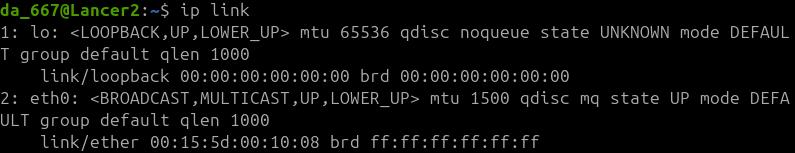 da_667@Lancer2:~$ ip link
1: lo: <LOOPBACK,UP,LOWER_UP> mtu 65536 qdisc noqueue state UNKNOWN mode DEFAUL
T group default qlen 1000
    link/loopback 00:00:00:00:00:00 brd 00:00:00:00:00:00
2: eth0: <BROADCAST,MULTICAST,UP,LOWER_UP> mtu 1500 qdisc mq state UP mode DEFA
ULT group default qlen 1000
    link/ether 00:15:5d:00:10:08 brd ff:ff:ff:ff:ff:ff